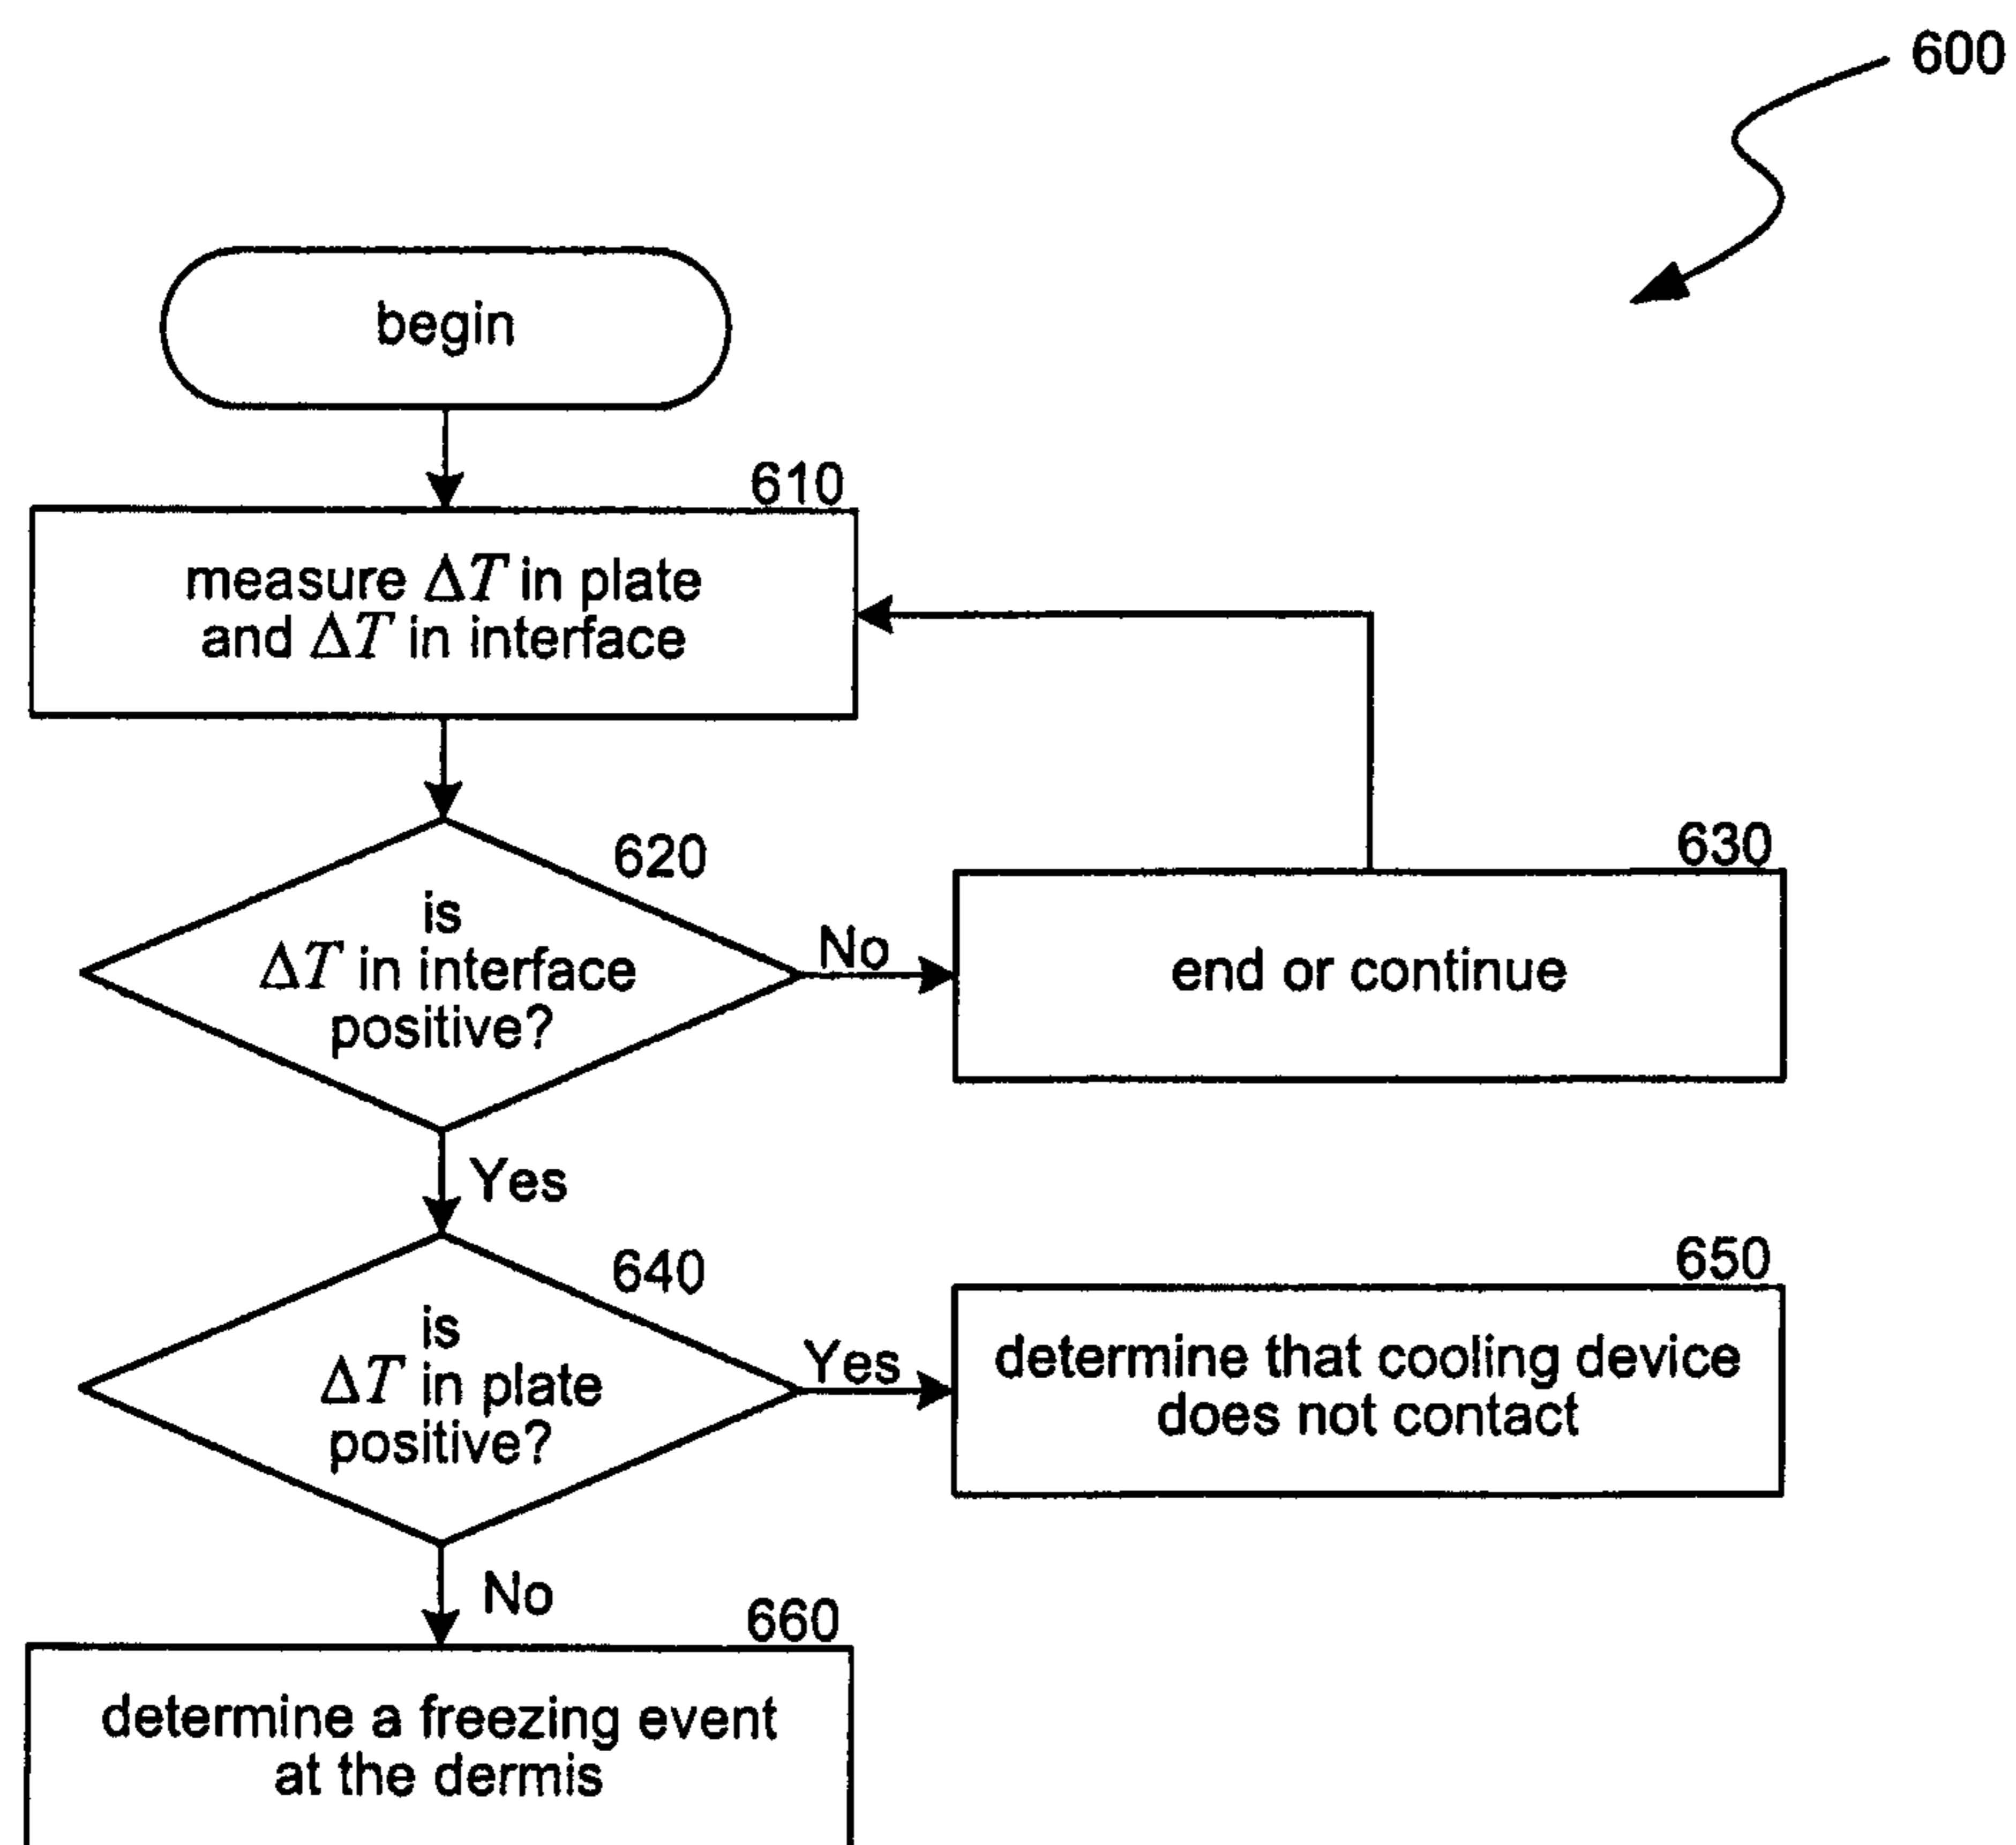 600
begin
610
measure ΔT in plate
and ΔT in interface
620
is
ΔT in interface
positive?
No
630
end or continue
Yes
640
is
ΔT in plate
positive?
Yes
650
determine that cooling device
does not contact
No
660
determine a freezing event
at the dermis